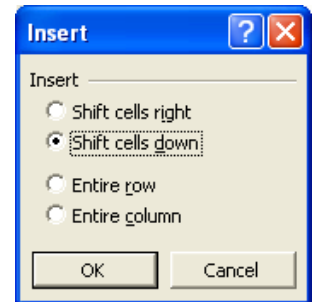 Insert
Insert
Shift cells right
Shift cells down
Entire row
Entire column
OK Cancel